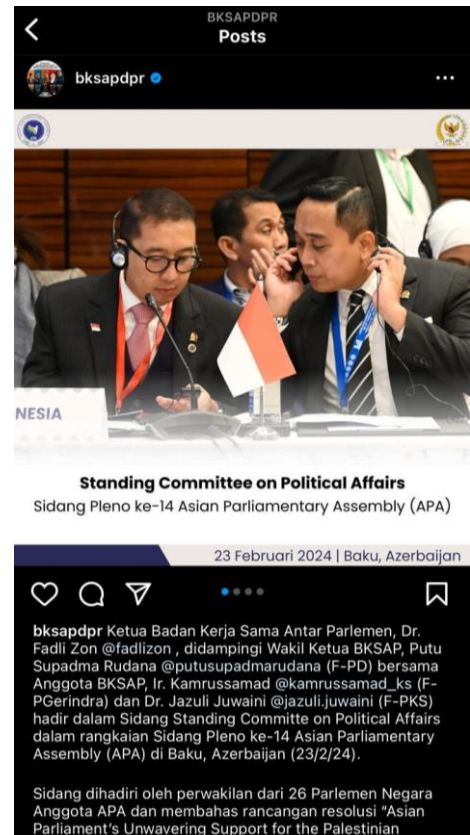 BKSAPDPR
Posts
bksapdpr
NESIA
Standing Committee on Political Affairs
Sidang Pleno ke-14 Asian Parliamentary Assembly (APA)
23 Februari 2024 | Baku, Azerbaijan
bksapdpr Ketua Badan Kerja Sama Antar Parlemen, Dr.
Fadli Zon @fadlizon , didampingi Wakil Ketua BKSAP, Putu
Supadma Rudana @putusupadmarudana (F-PD) bersama
Anggota BKSAP, Ir. Kamrussamad @kamrussamad_ks (F-
PGerindra) dan Dr. Jazuli Juwaini @jazuli.juwaini (F-PKS)
hadir dalam Sidang Standing Committe on Political Affairs
dalam rangkaian Sidang Pleno ke-14 Asian Parliamentary
Assembly (APA) di Baku, Azerbaijan (23/2/24).
Sidang dihadiri oleh perwakilan dari 26 Parlemen Negara
Anggota APA dan membahas rancangan resolusi “Asian
Parliament's Unwavering Support for the Palestinian